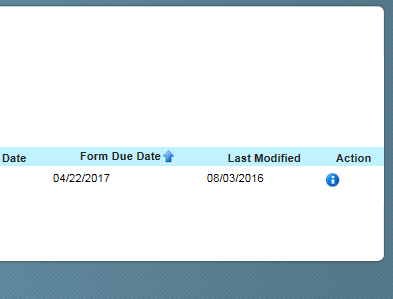 Date Form Due Date Last Modified Action
04/22/2017 08/03/2016